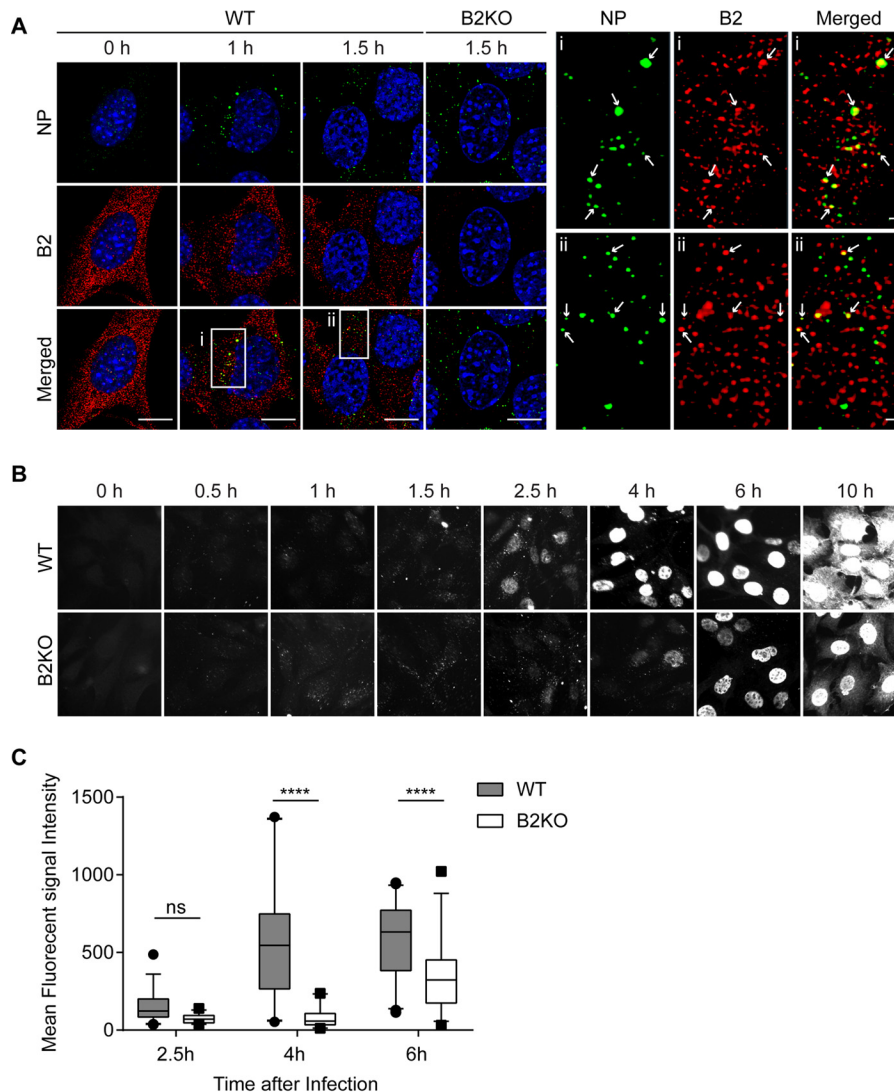 A
WT B2KO NP B2 Merged
0 h 1 h 1.5 h 1.5 h
NP
B2
Merged
i
ii
i i i
ii ii ii
B
0 h 0.5 h 1 h 1.5 h 2.5 h 4 h 6 h 10 h
WT
B2KO
C
Mean Fluorecent signal Intensity
1500
1000
500
0
ns
****
****
WT
B2KO
2.5h 4h 6h
Time after Infection